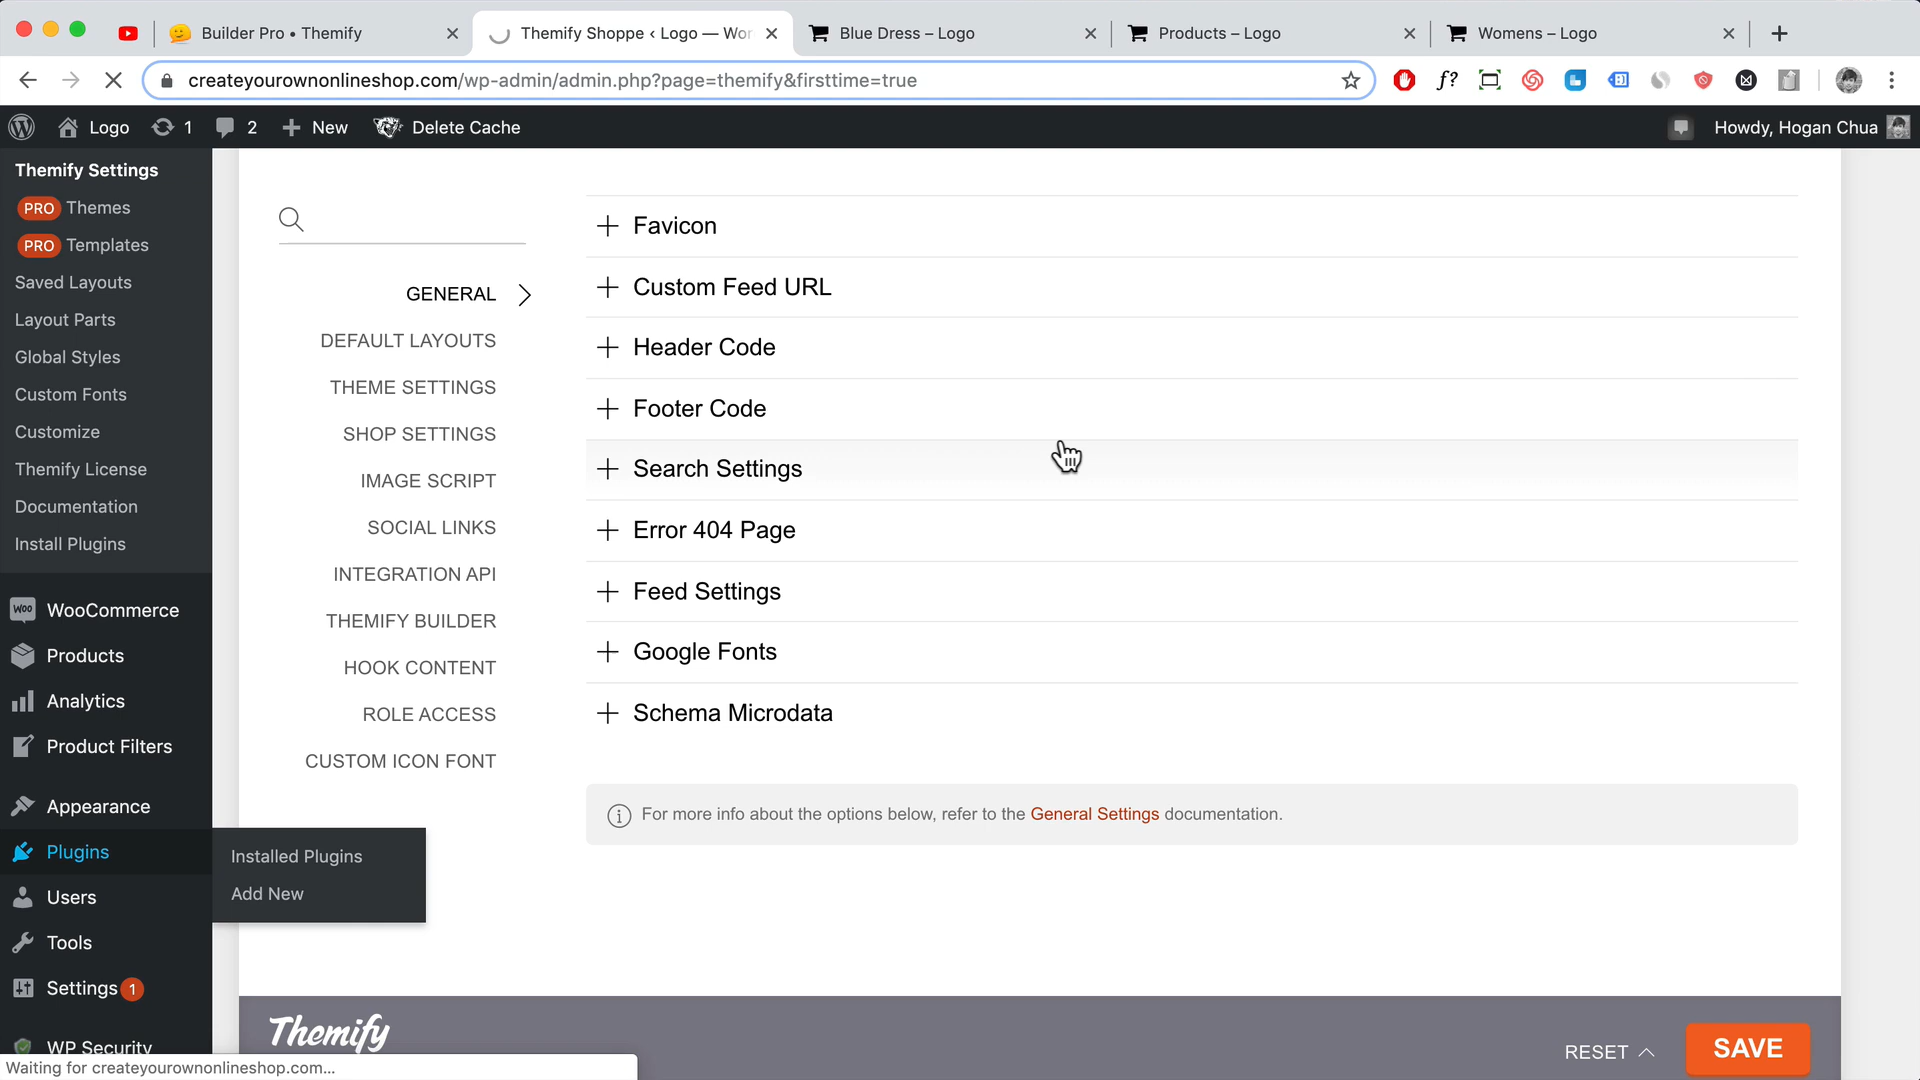 Builder Pro • Themify
Themify Shoppe ‹ Logo — Wor
Blue Dress – Logo
Products – Logo
Womens – Logo
createyourownonlineshop.com/wp-admin/admin.php?page=themify&firsttime=true
f?
Logo
1
2
New
Delete Cache
Howdy, Hogan Chua
Themify Settings
PRO Themes
PRO Templates
Saved Layouts
Layout Parts
Global Styles
Custom Fonts
Customize
Themify License
Documentation
Install Plugins
WooCommerce
Products
Analytics
Product Filters
Appearance
Plugins
Installed Plugins
Add New
Users
Tools
Settings 1
WP Security
GENERAL
DEFAULT LAYOUTS
THEME SETTINGS
SHOP SETTINGS
IMAGE SCRIPT
SOCIAL LINKS
INTEGRATION API
THEMIFY BUILDER
HOOK CONTENT
ROLE ACCESS
CUSTOM ICON FONT
Favicon
Custom Feed URL
Header Code
Footer Code
Search Settings
Error 404 Page
Feed Settings
Google Fonts
Schema Microdata
For more info about the options below, refer to the General Settings documentation.
Themify
RESET
SAVE
Waiting for createyourownonlineshop.com...